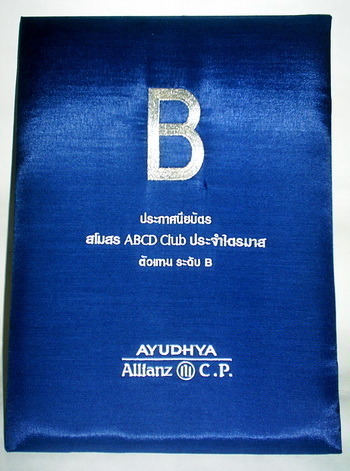 B
ประกาศนียบัตร
สโมสร ABCD Club ประจำไตรมาส
ตัวแทน ระดับ B
AYUDHYA
Allianz C.P.